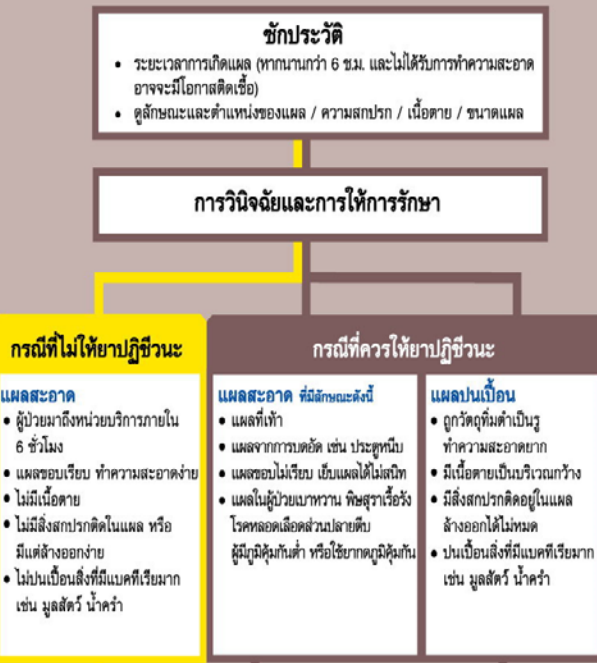 ซักประวัติ
• ระยะเวลาการเกิดแผล (หากนานกว่า 6 ช.ม. และไม่ได้รับการทำความสะอาด
อาจจะมีโอกาสติดเชื้อ)
• ดูลักษณะและตำแหน่งของแผล / ความสกปรก / เนื้อตาย / ขนาดแผล
การวินิจฉัยและการให้การรักษา
กรณีที่ไม่ให้ยาปฏิชีวนะ
แผลสะอาด
• ผู้ป่วยมาถึงหน่วยบริการภายใน
6 ชั่วโมง
• แผลขอบเรียบ ทำความสะอาดง่าย
• ไม่มีเนื้อตาย
• ไม่มีสิ่งสกปรกติดในแผล หรือ
มีแต่ล้างออกง่าย
• ไม่ปนเปื้อนสิ่งที่มีแบคทีเรียมาก
เช่น มูลสัตว์ น้ำครำ
กรณีที่ควรให้ยาปฏิชีวนะ
แผลสะอาด ที่มีลักษณะดังนี้
• แผลที่เท้า
• แผลจากการบดอัด เช่น ประตูหนีบ
• แผลขอบไม่เรียบ เย็บแผลได้ไม่สนิท
• แผลในผู้ป่วยเบาหวาน พิษสุราเรื้อรัง
โรคหลอดเลือดส่วนปลายตีบ
ผู้มีภูมิคุ้มกันต่ำ หรือใช้ยากดภูมิคุ้มกัน
แผลปนเปื้อน
• ถูกวัตถุทิ่มตำเป็นรู
ทำความสะอาดยาก
• มีเนื้อตายเป็นบริเวณกว้าง
• มีสิ่งสกปรกติดอยู่ในแผล
ล้างออกได้ไม่หมด
• ปนเปื้อนสิ่งที่มีแบคทีเรียมาก
เช่น มูลสัตว์ น้ำครำ